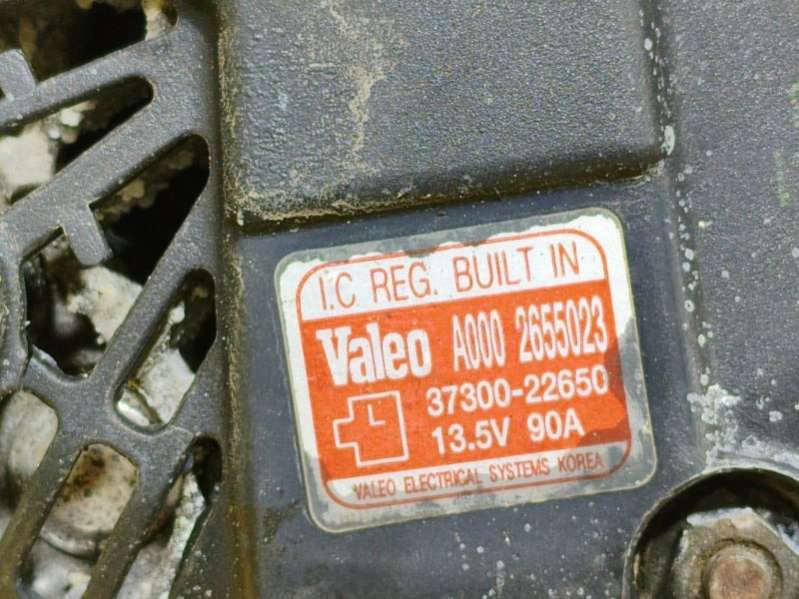 I.C REG. BUILT IN
Valeo A000 2655023
37300-22650
13.5V 90A
VALEO ELECTRICAL SYSTEMS KOREA